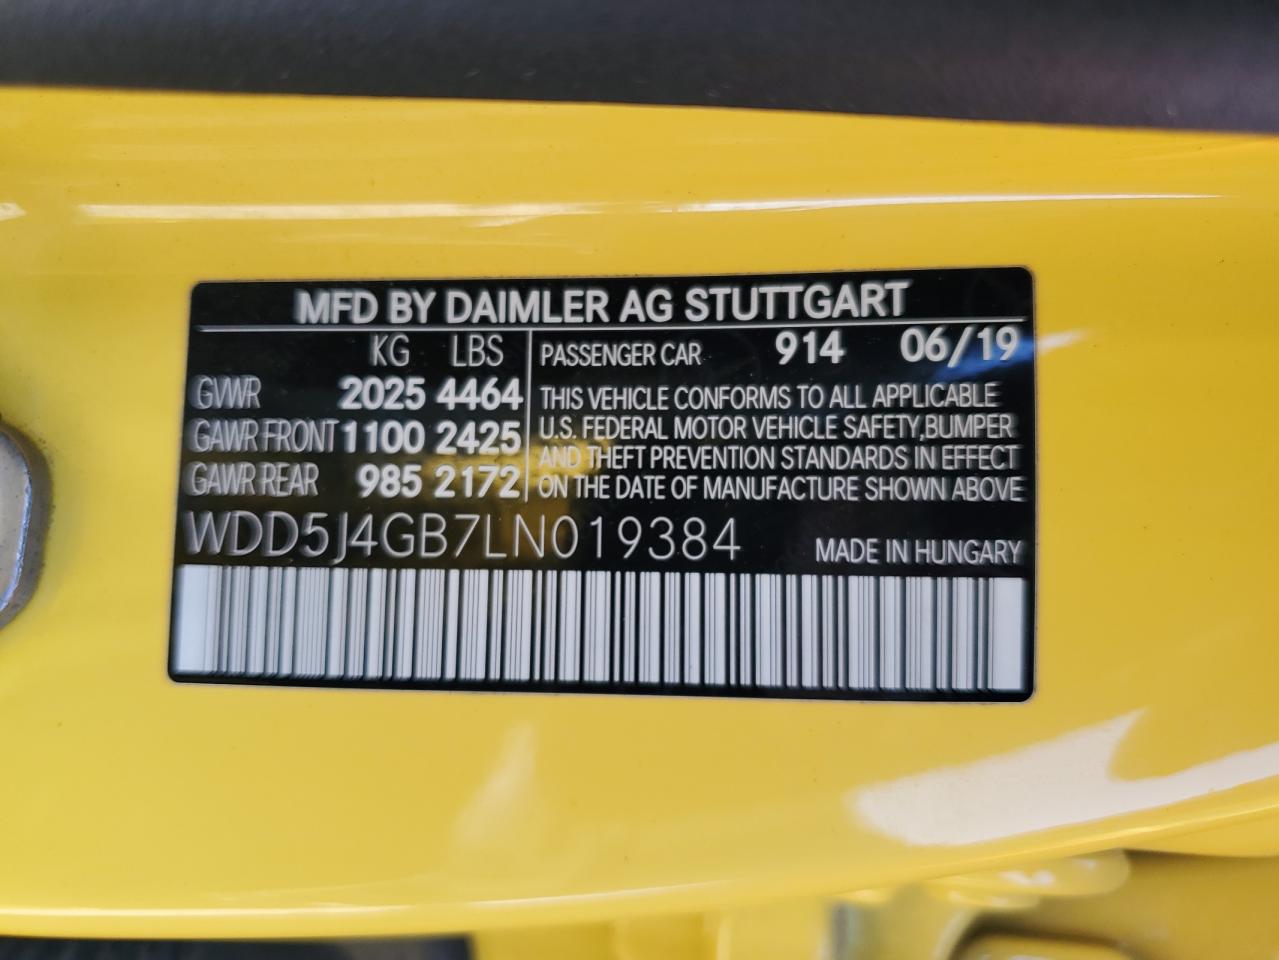 MFD BY DAIMLER AG STUTTGART
KG LBS
GVWR 2025 4464
GAWR FRONT 1100 2425
GAWR REAR 985 2172
PASSENGER CAR 914 06/19
THIS VEHICLE CONFORMS TO ALL APPLICABLE
U.S. FEDERAL MOTOR VEHICLE SAFETY,BUMPER
AND THEFT PREVENTION STANDARDS IN EFFECT
ON THE DATE OF MANUFACTURE SHOWN ABOVE
WDD5J4GB7LN019384
MADE IN HUNGARY